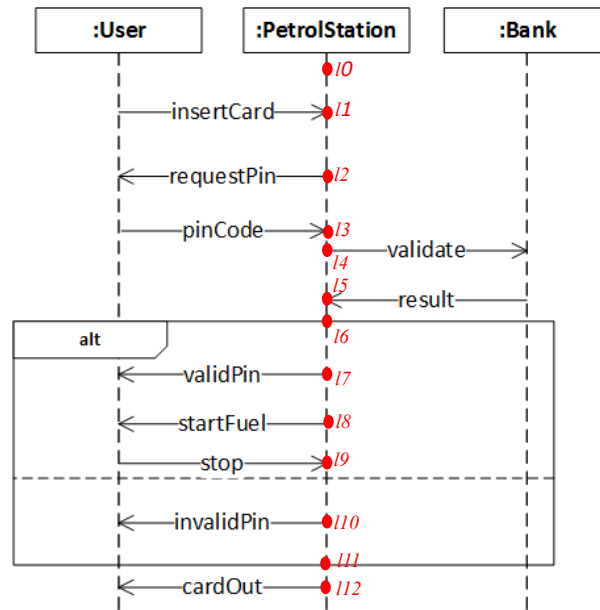 :User :PetrolStation :Bank
l0
insertCard l1
requestPin l2
pinCode l3
validate
l4
l5
result
alt l6
validPin l7
startFuel l8
stop l9
invalidPin l10
l11
cardOut l12